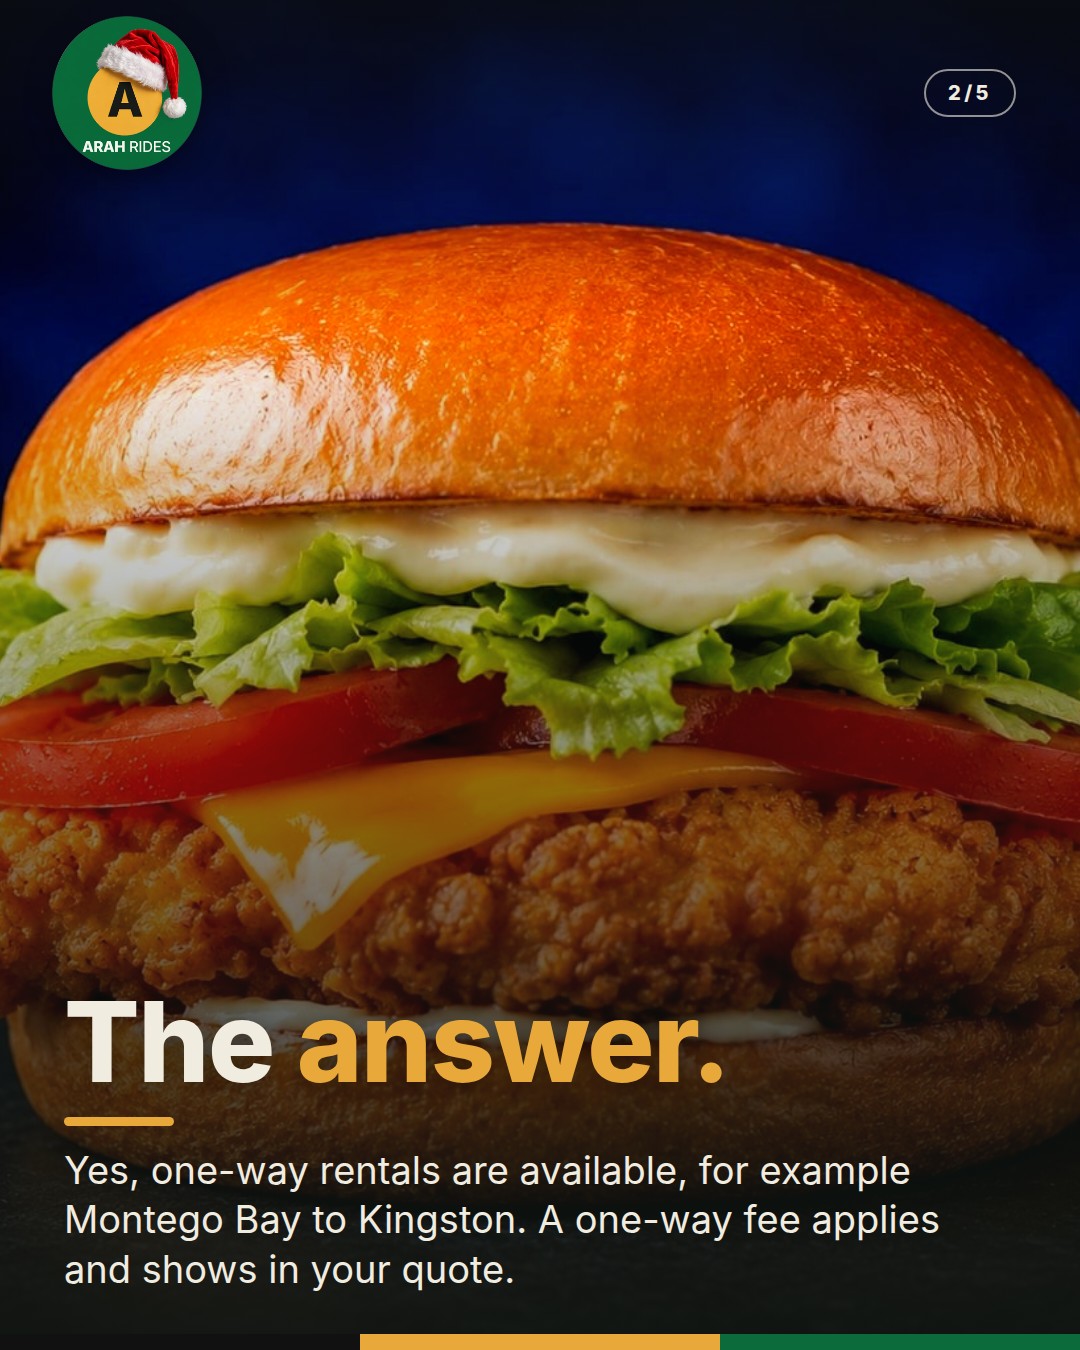 A
ARAH RIDES
2/5
The answer.
Yes, one-way rentals are available, for example
Montego Bay to Kingston. A one-way fee applies
and shows in your quote.